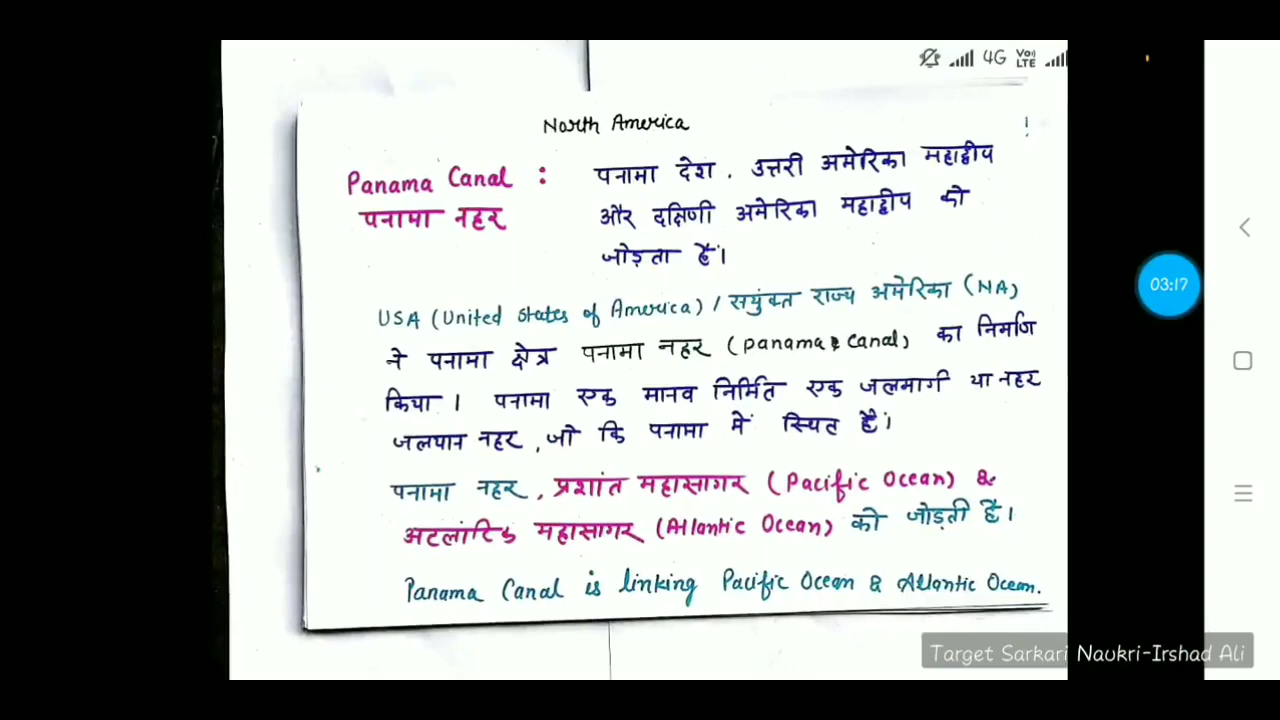 4G VoD LTE
North America
Panama Canal : पनामा देश, उत्तरी अमेरिका महाद्वीप
पनामा नहर और दक्षिणी अमेरिका महाद्वीप को
जोड़ता है।
USA (United States of America) / सयुंक्त राज्य अमेरिका (NA)
ने पनामा क्षेत्र पनामा नहर (Panama Canal) का निर्माण
किया। पनामा एक मानव निर्मित एक जलमार्ग या नहर
जलयान नहर, जो कि पनामा में स्थित है।
पनामा नहर, प्रशांत महासागर (Pacific Ocean) &
अटलांटिक महासागर (Atlantic Ocean) को जोड़ती है।
Panama Canal is linking Pacific Ocean & Atlantic Ocean.
03:17
Target Sarkari Naukri-Irshad Ali